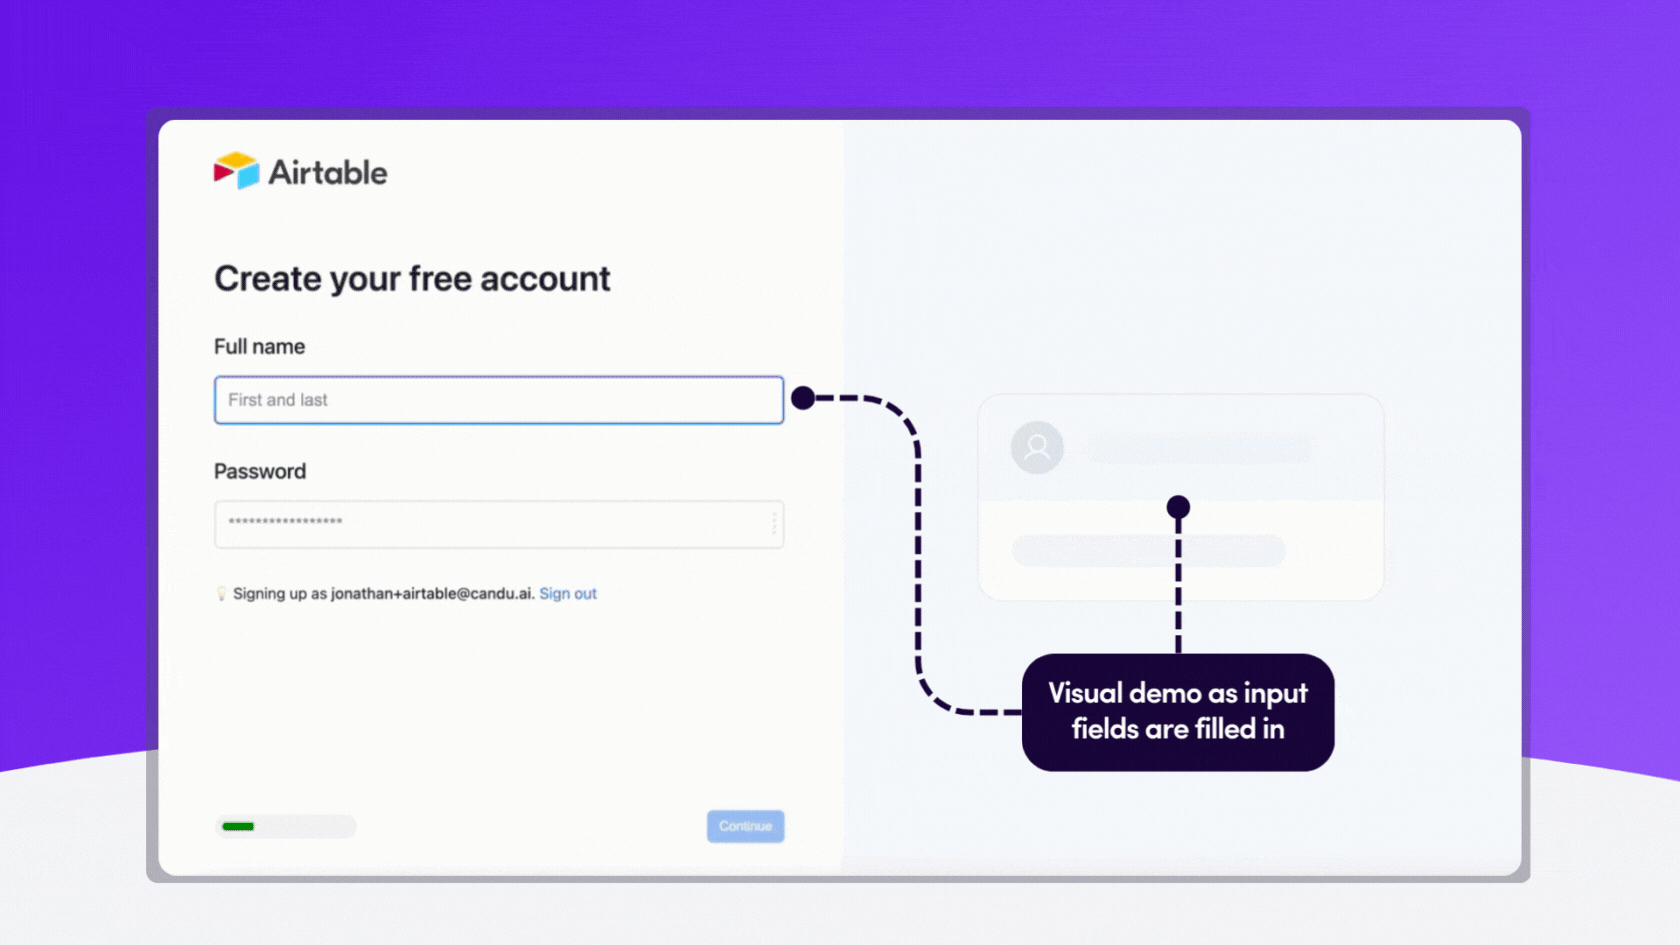 Airtable
Create your free account
Full name
First and last
Password
*****************
Signing up as jonathan+airtable@candu.ai. Sign out
Continue
Visual demo as input
fields are filled in